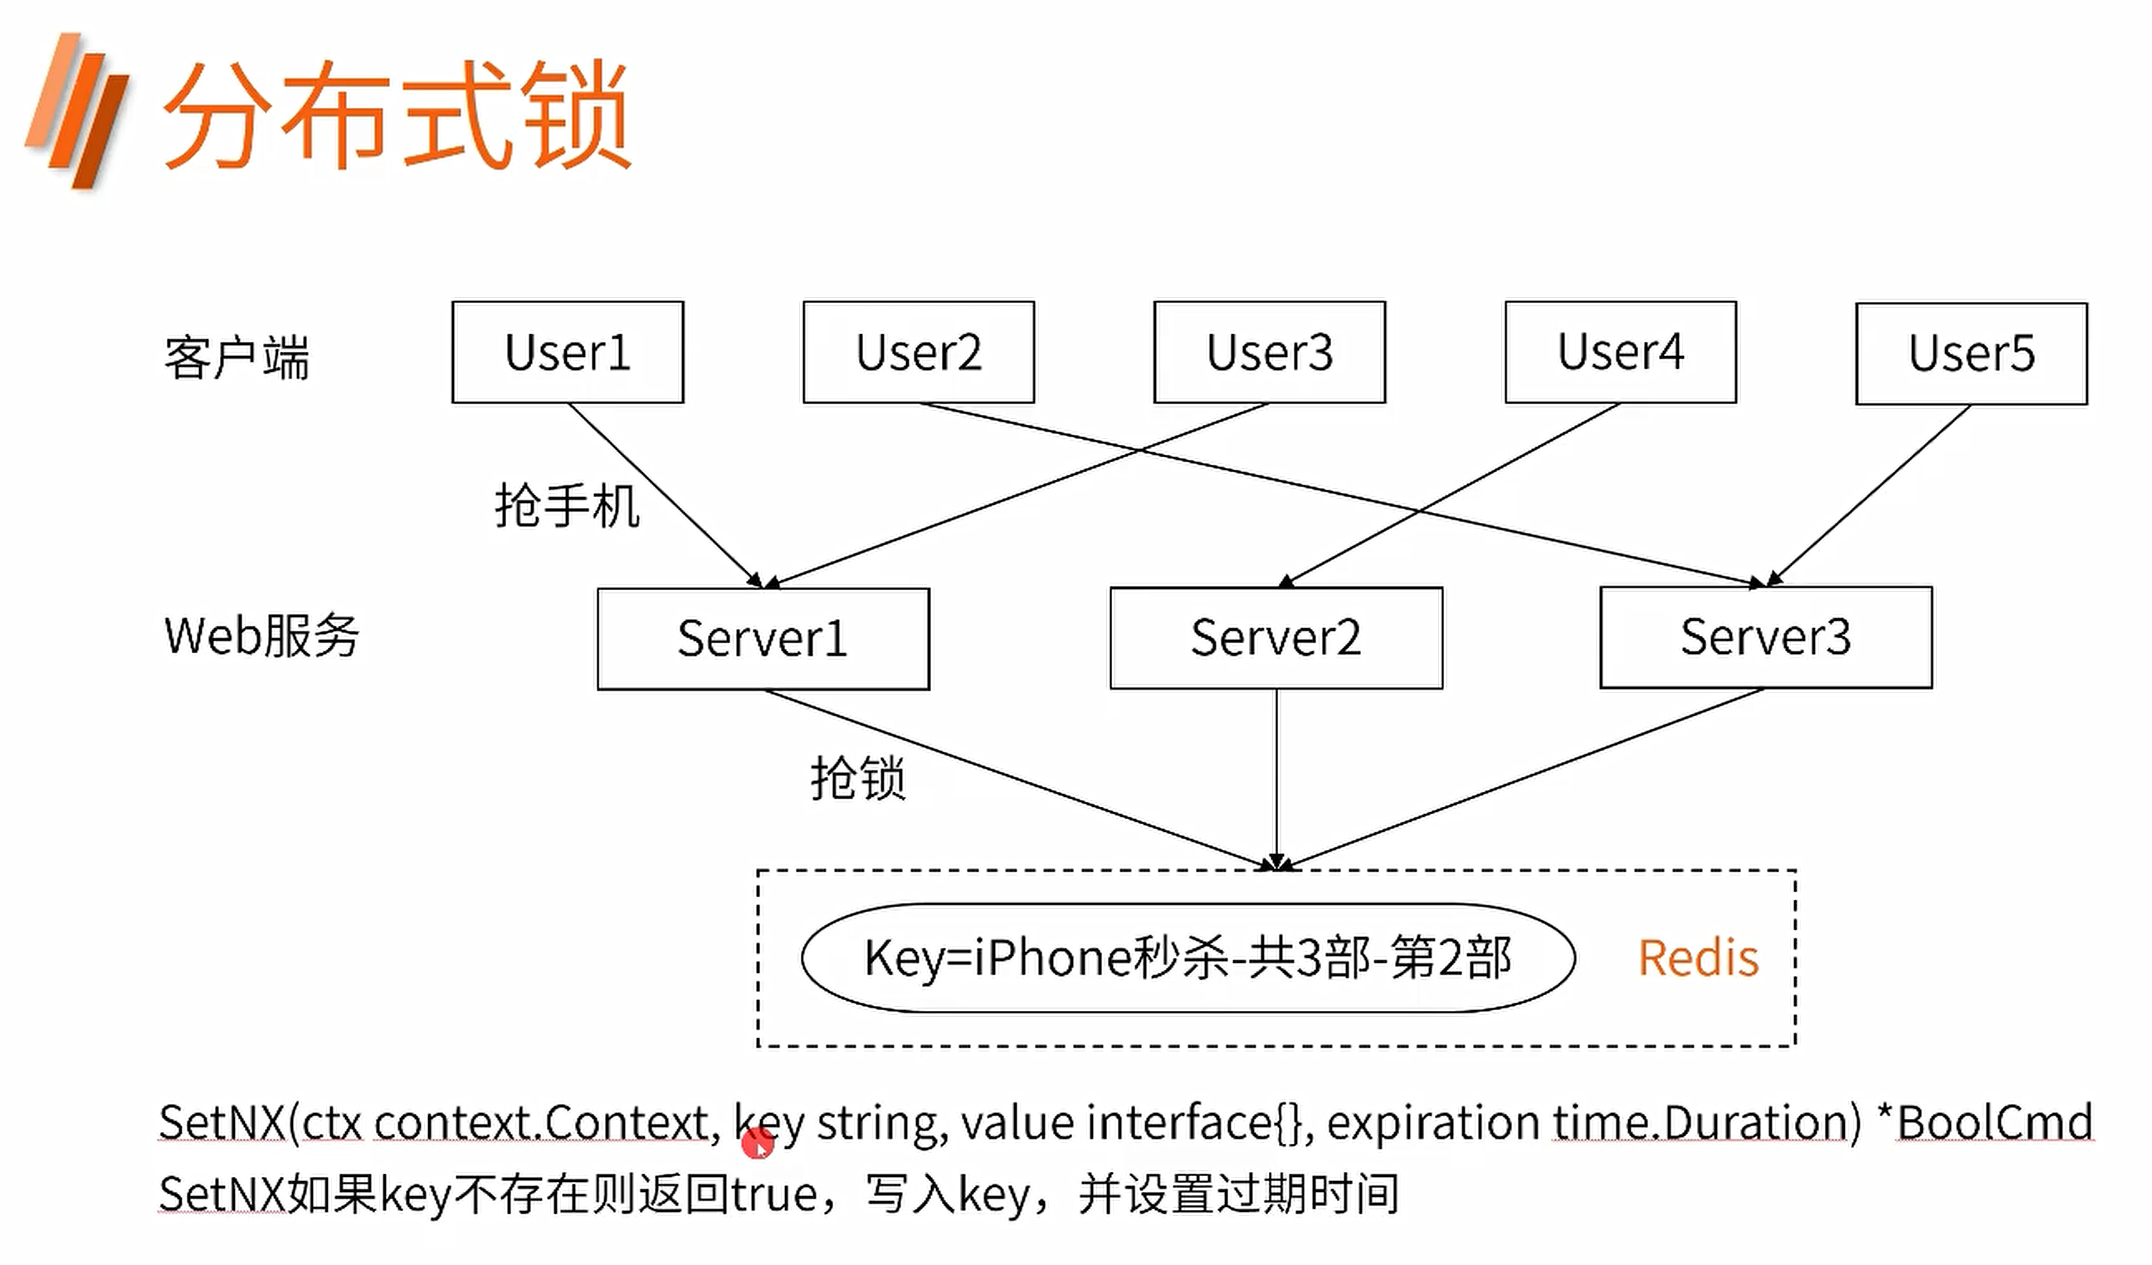 分布式锁
客户端
User1
User2
User3
User4
User5
抢手机
Web服务
Server1
Server2
Server3
抢锁
Key=iPhone秒杀-共3部-第2部
Redis
SetNX(ctx context.Context, key string, value interface{}, expiration time.Duration) *BoolCmd
SetNX如果key不存在则返回true，写入key，并设置过期时间